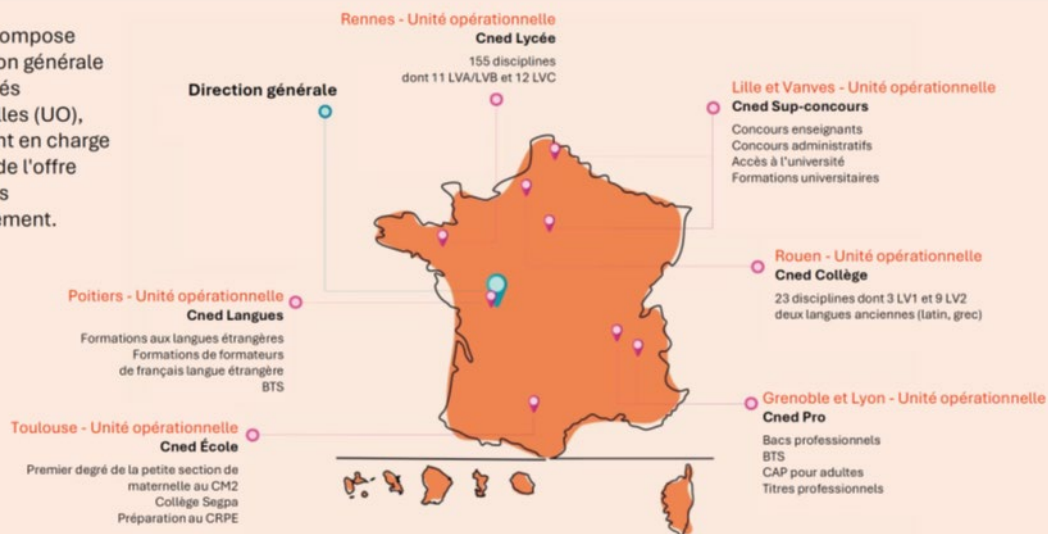 ompose
on générale
és
lles (UO),
nt en charge
de l'offre
s
ement.
Rennes - Unité opérationnelle
Cned Lycée
155 disciplines
dont 11 LVA/LVB et 12 LVC
Direction générale
Lille et Vanves - Unité opérationnelle
Cned Sup-concours
Concours enseignants
Concours administratifs
Accès à l'université
Formations universitaires
Rouen - Unité opérationnelle
Cned Collège
23 disciplines dont 3 LV1 et 9 LV2
deux langues anciennes (latin, grec)
Poitiers - Unité opérationnelle
Cned Langues
Formations aux langues étrangères
Formations de formateurs
de français langue étrangère
BTS
Grenoble et Lyon - Unité opérationnelle
Cned Pro
Bacs professionnels
BTS
CAP pour adultes
Titres professionnels
Toulouse - Unité opérationnelle
Cned École
Premier degré de la petite section de
maternelle au CM2
Collège Segpa
Préparation au CRPE